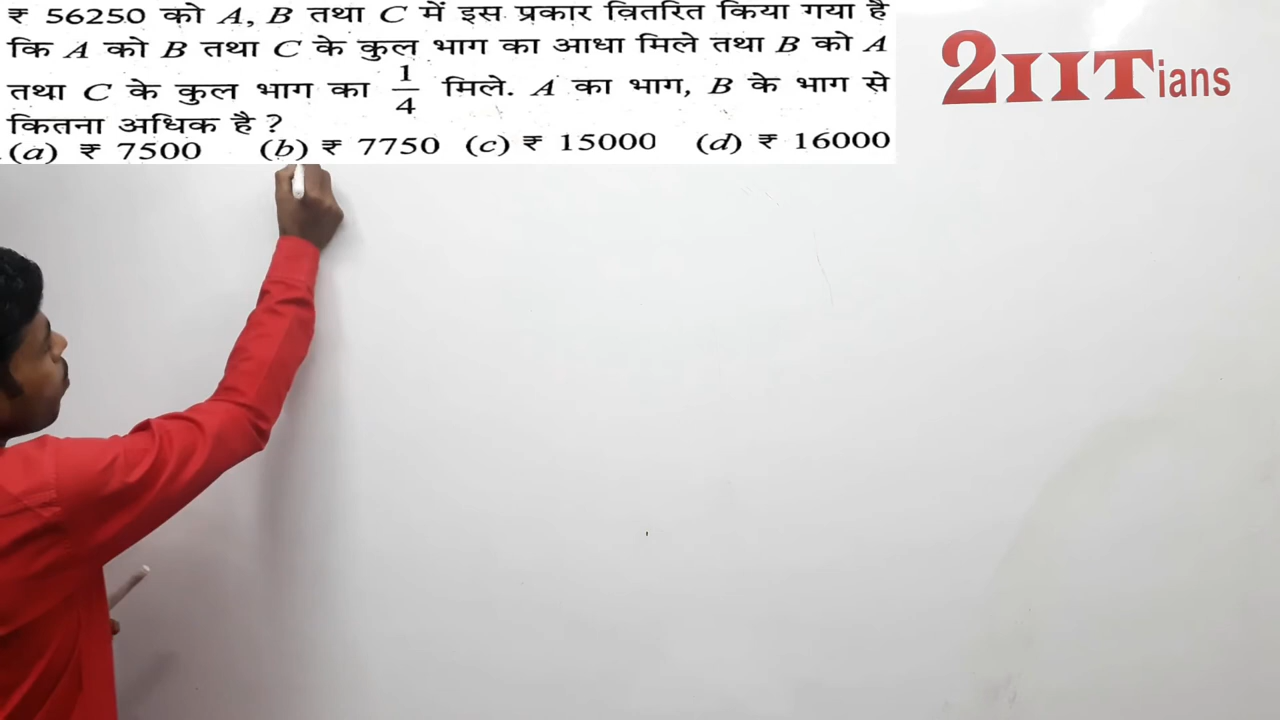 ₹ 56250 को A, B तथा C में इस प्रकार वितरित किया गया है
कि A को B तथा C के कुल भाग का आधा मिले तथा B को A
तथा C के कुल भाग का 1/4 मिले. A का भाग, B के भाग से
कितना अधिक है ?
(a) ₹ 7500 (b) ₹ 7750 (c) ₹ 15000 (d) ₹ 16000
2IITians